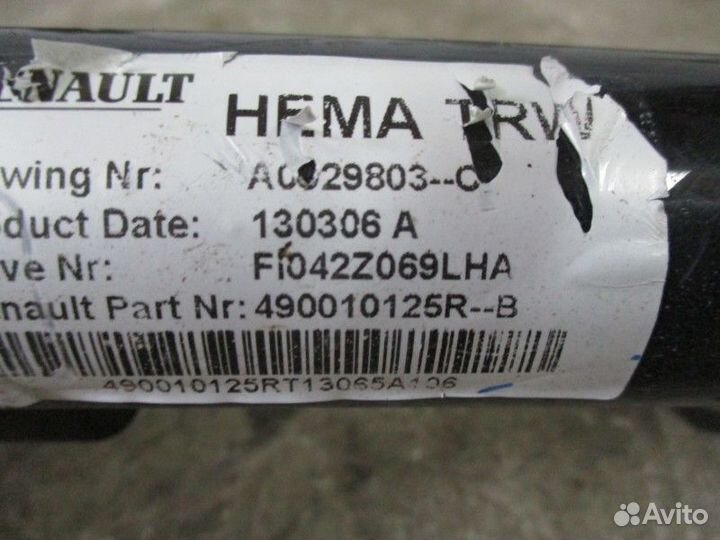 NAULT
HEMA TRW
wing Nr: A0029803--C
duct Date: 130306 A
ve Nr: FI042Z069LHA
nault Part Nr: 490010125R--B
490010125RT13065A106
Avito